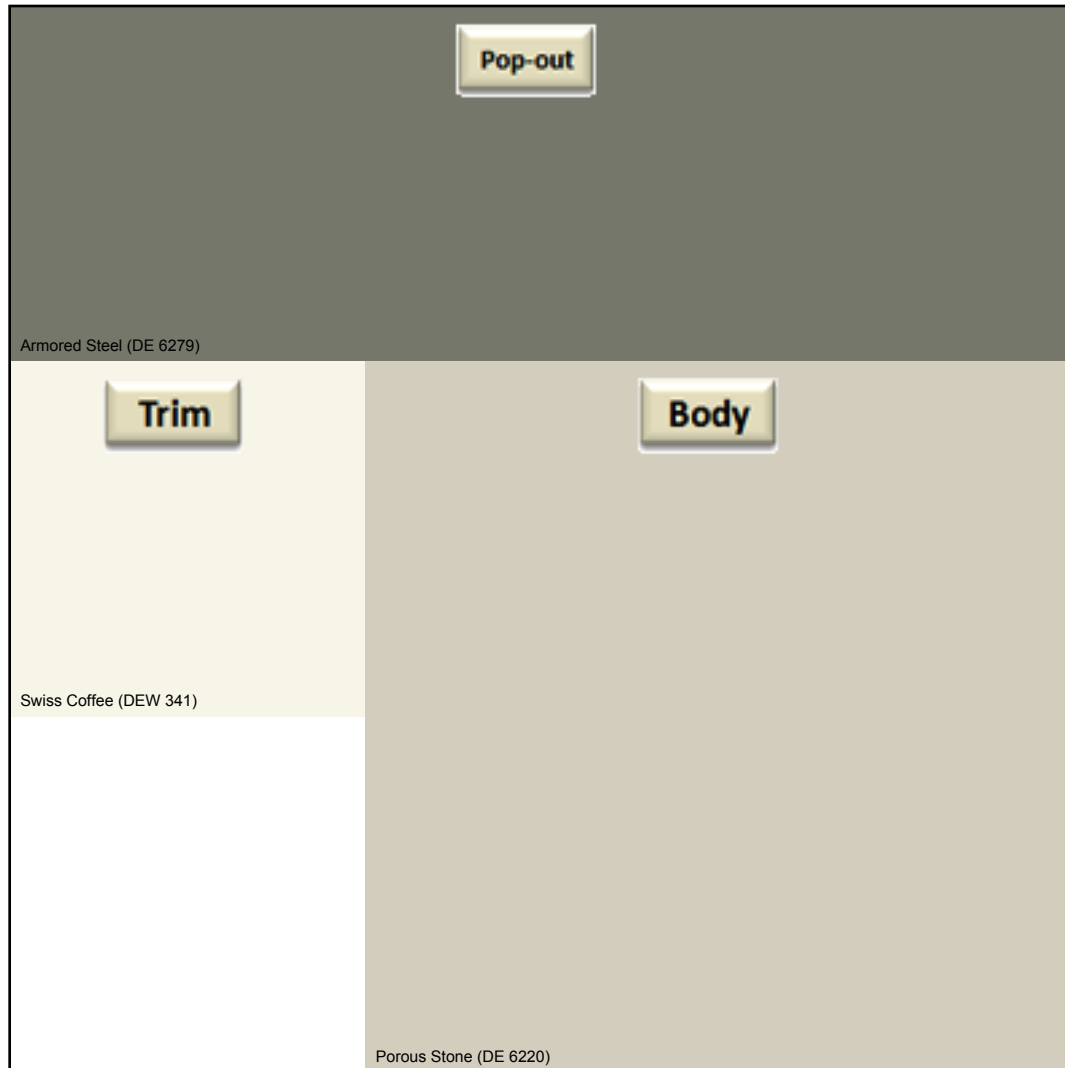 Pop-out
Armored Steel (DE 6279)
Trim
Body
Swiss Coffee (DEW 341)
Porous Stone (DE 6220)